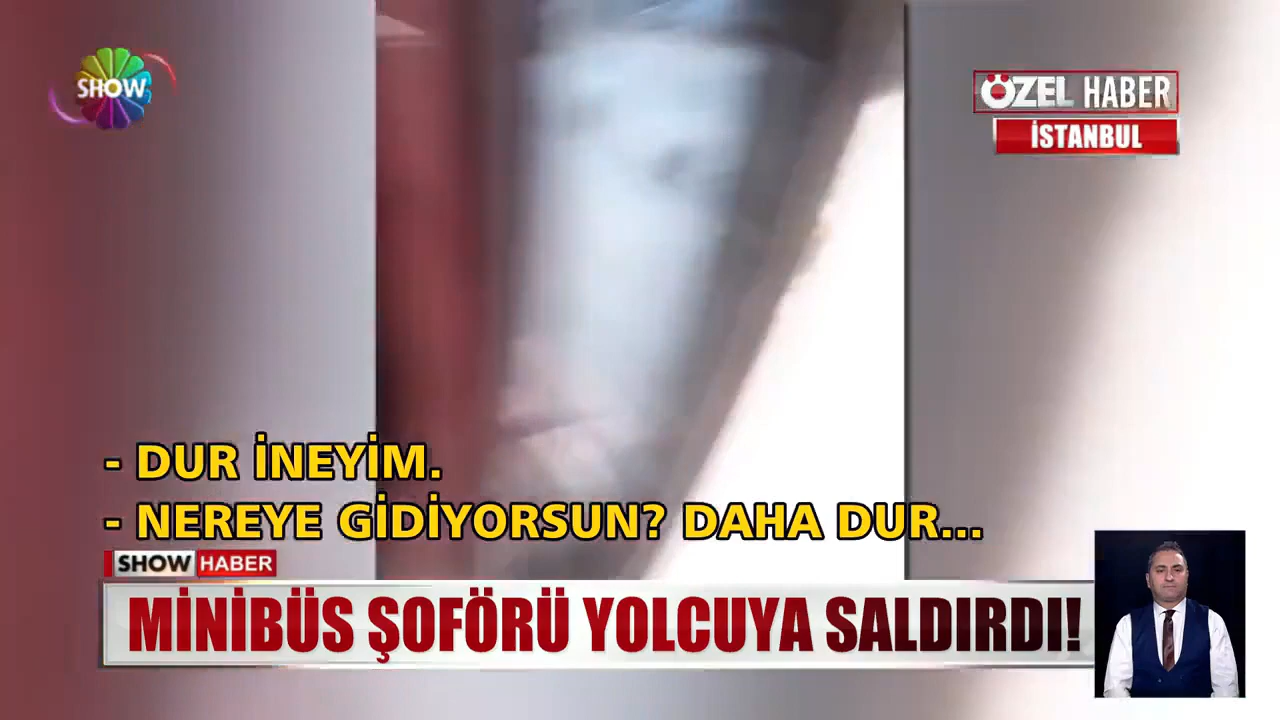 SHOW
ÖZEL HABER
İSTANBUL
- DUR İNEYİM.
- NEREYE GİDİYORSUN? DAHA DUR...
SHOW HABER
MİNİBÜS ŞOFÖRÜ YOLCUYA SALDIRDI!